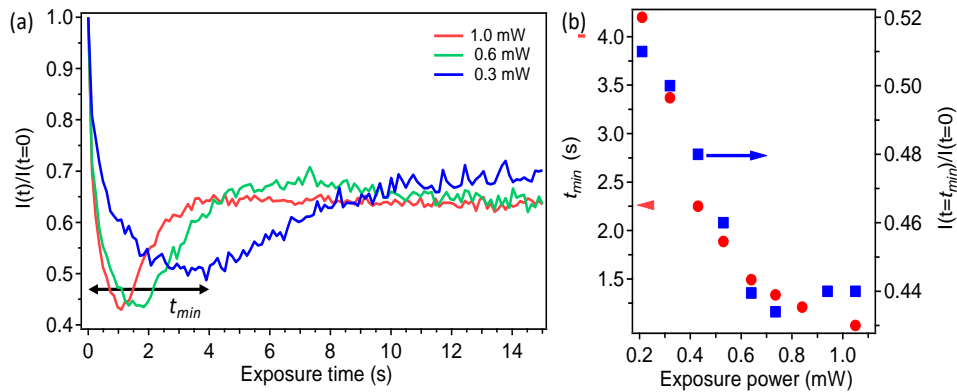 (a)
1.0
0.9
0.8
0.7
0.6
0.5
0.4
I(t)/I(t=0)
1.0 mW
0.6 mW
0.3 mW
t_min
0 2 4 6 8 10 12 14
Exposure time (s)
(b)
4.0
3.5
3.0
2.5
2.0
1.5
t_min (s)
0.52
0.50
0.48
0.46
0.44
I(t=t_min)/I(t=0)
0.2 0.4 0.6 0.8 1.0
Exposure power (mW)